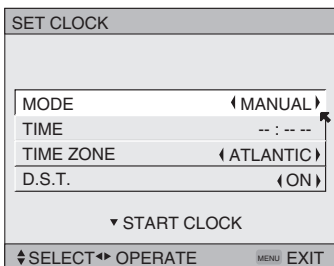 SET CLOCK
MODE MANUAL
TIME -- : -- --
TIME ZONE ATLANTIC
D.S.T. ON
START CLOCK
SELECT OPERATE MENU EXIT